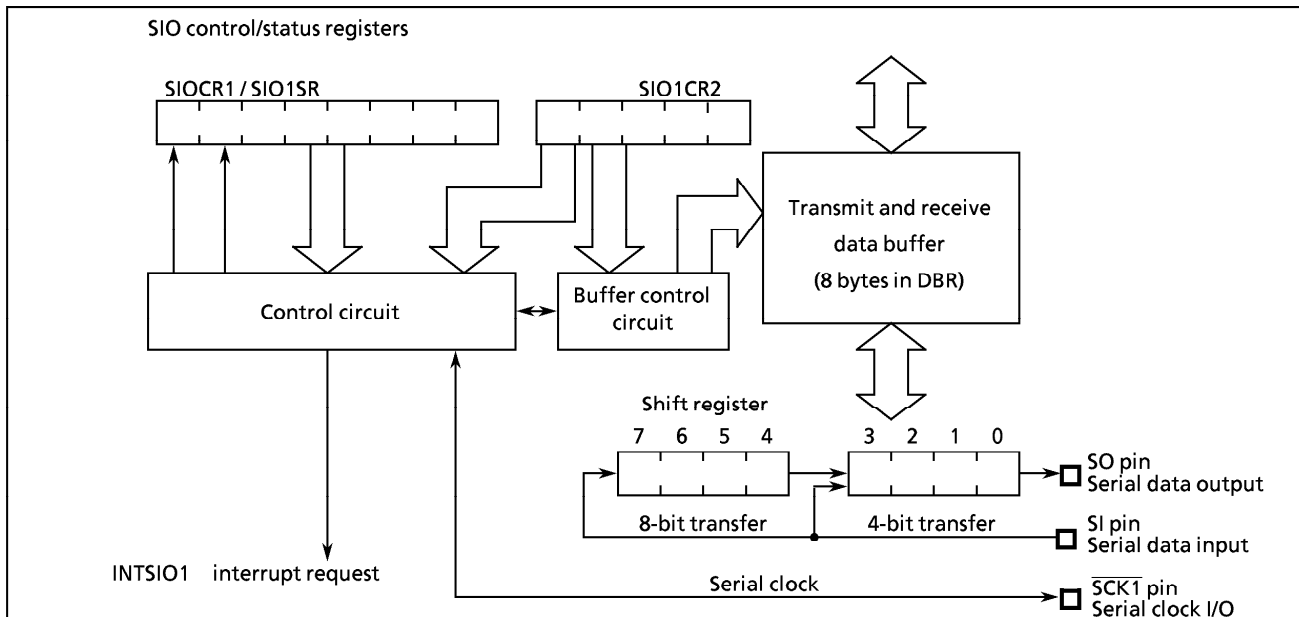 SIO control/status registers
SIOCR1 / SIO1SR
SIO1CR2
Transmit and receive
data buffer
(8 bytes in DBR)
Control circuit
Buffer control
circuit
Shift register
7 6 5 4
3 2 1 0
SO pin
Serial data output
8-bit transfer
4-bit transfer
SI pin
Serial data input
INTSIO1 interrupt request
Serial clock
S̅C̅K̅1̅ pin
Serial clock I/O